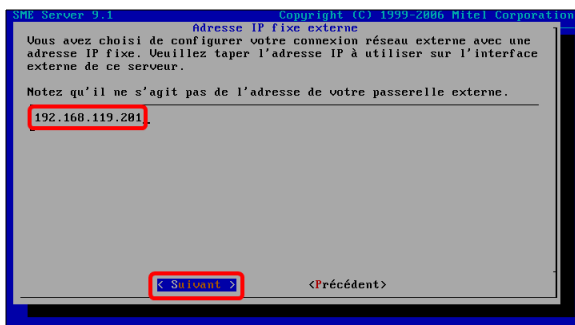 SME Server 9.1 Copyright (C) 1999-2006 Mitel Corporation
Adresse IP fixe externe
Vous avez choisi de configurer votre connexion réseau externe avec une
adresse IP fixe. Veuillez taper l'adresse IP à utiliser sur l'interface
externe de ce serveur.
Notez qu'il ne s'agit pas de l'adresse de votre passerelle externe.
192.168.119.201
< Suivant > <Précédent>